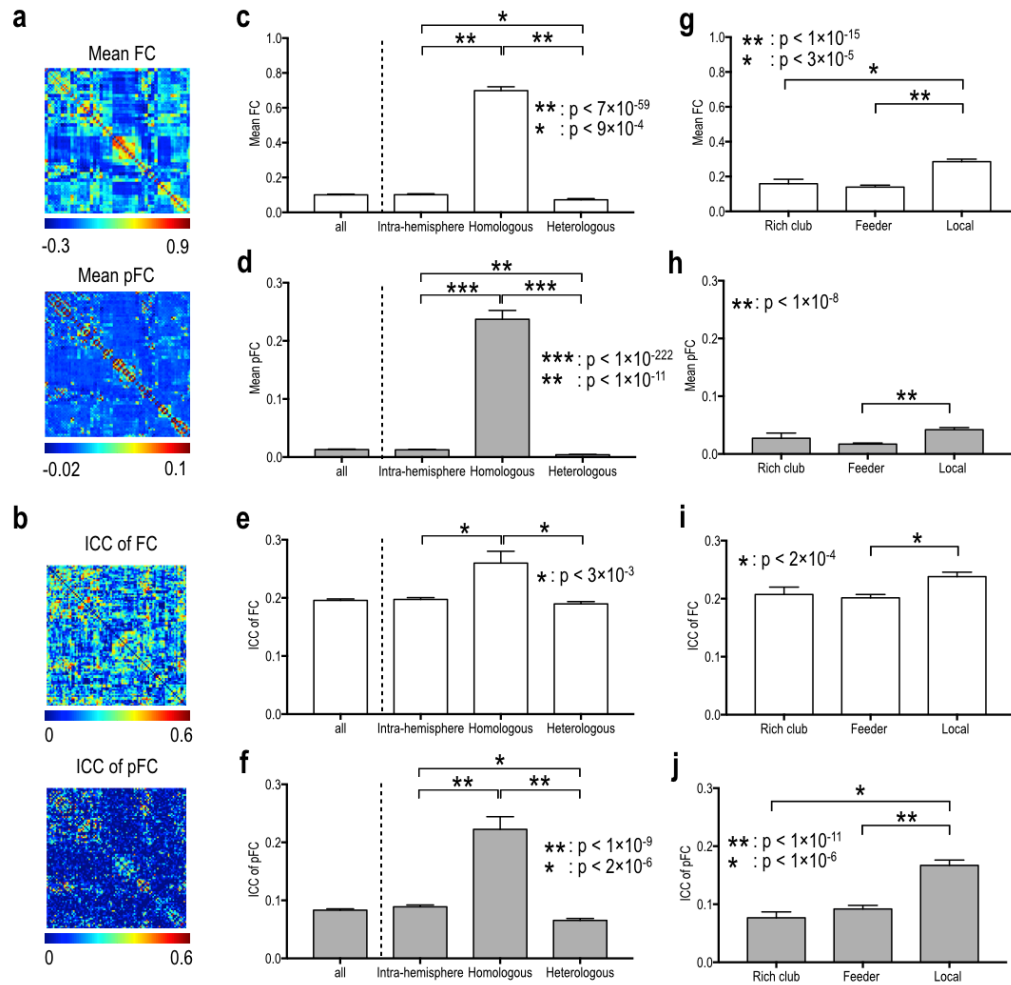 a
Mean FC
-0.3 0.9
Mean pFC
-0.02 0.1
b
ICC of FC
0 0.6
ICC of pFC
0 0.6
c
Mean FC
1.0
0.8
0.6
0.4
0.2
0.0
*
** **
** : p < 7×10-59
* : p < 9×10-4
all Intra-hemisphere Homologous Heterologous
d
Mean pFC
0.3
0.2
0.1
0.0
**
*** ***
*** : p < 1×10-222
** : p < 1×10-11
all Intra-hemisphere Homologous Heterologous
e
ICC of FC
0.3
0.2
0.1
0.0
* *
* : p < 3×10-3
all Intra-hemisphere Homologous Heterologous
f
ICC of pFC
0.3
0.2
0.1
0.0
*
** **
** : p < 1×10-9
* : p < 2×10-6
all Intra-hemisphere Homologous Heterologous
g
Mean FC
1.0
0.8
0.6
0.4
0.2
0.0
** : p < 1×10-15
* : p < 3×10-5
*
**
Rich club Feeder Local
h
Mean pFC
0.3
0.2
0.1
0.0
** : p < 1×10-8
**
Rich club Feeder Local
i
ICC of FC
0.3
0.2
0.1
0.0
* : p < 2×10-4
*
Rich club Feeder Local
j
ICC of pFC
0.3
0.2
0.1
0.0
*
**
** : p < 1×10-11
* : p < 1×10-6
Rich club Feeder Local